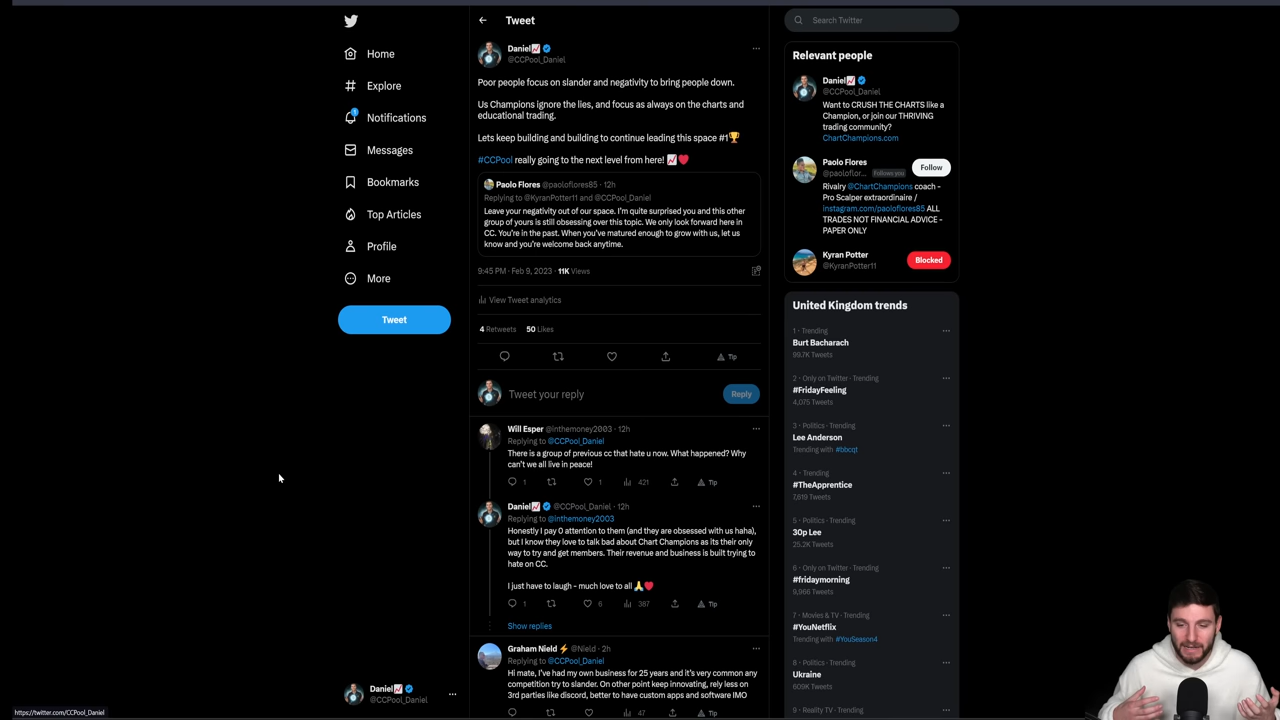 Tweet
Search Twitter
Home
Explore
Notifications
Messages
Bookmarks
Top Articles
Profile
More
Tweet
Daniel📈
@CCPool_Daniel
Poor people focus on slander and negativity to bring people down.
Us Champions ignore the lies, and focus as always on the charts and
educational trading.
Lets keep building and building to continue leading this space #1🏆
#CCPool really going to the next level from here! 📈❤️
Paolo Flores @paoloflores85 · 12h
Replying to @KyranPotter11 and @CCPool_Daniel
Leave your negativity out of our space. I'm quite surprised you and this other
group of yours is still obsessing over this topic. We only look forward here in
CC. You're in the past. When you've matured enough to grow with us, let us
know and you're welcome back anytime.
9:45 PM · Feb 9, 2023 · 11K Views
View Tweet analytics
4 Retweets 50 Likes
Tip
Tweet your reply
Reply
Will Esper @inthemoney2003 · 12h
Replying to @CCPool_Daniel
There is a group of previous cc that hate u now. What happened? Why
can't we all live in peace!
1 1 421 Tip
Daniel📈 @CCPool_Daniel · 12h
Replying to @inthemoney2003
Honestly I pay 0 attention to them (and they are obsessed with us haha),
but I know they love to talk bad about Chart Champions as its their only
way to try and get members. Their revenue and business is built trying to
hate on CC.
I just have to laugh - much love to all 🙏❤️
1 6 387 Tip
Show replies
Graham Nield ⚡ @Nield · 2h
Replying to @CCPool_Daniel
Hi mate, I've had my own business for 25 years and it's very common any
competition try to slander. On other point keep innovating, rely less on
3rd parties like discord, better to have custom apps and software IMO
47 Tip
Relevant people
Daniel📈
@CCPool_Daniel
Want to CRUSH THE CHARTS like a
Champion, or join our THRIVING
trading community?
ChartChampions.com
Paolo Flores
@paoloflor... Follows you
Follow
Rivalry @ChartChampions coach -
Pro Scalper extraordinaire /
instagram.com/paoloflores85 ALL
TRADES NOT FINANCIAL ADVICE -
PAPER ONLY
Kyran Potter
@KyranPotter11
Blocked
United Kingdom trends
1 · Trending
Burt Bacharach
99.7K Tweets
2 · Only on Twitter · Trending
#FridayFeeling
4,075 Tweets
3 · Politics · Trending
Lee Anderson
Trending with #bbcqt
4 · Trending
#TheApprentice
7,619 Tweets
5 · Politics · Trending
30p Lee
25.2K Tweets
6 · Only on Twitter · Trending
#fridaymorning
9,966 Tweets
7 · Movies & TV · Trending
#YouNetflix
Trending with #YouSeason4
8 · Politics · Trending
Ukraine
609K Tweets
9 · Reality TV · Trending
Daniel📈
@CCPool_Daniel
https://twitter.com/CCPool_Daniel